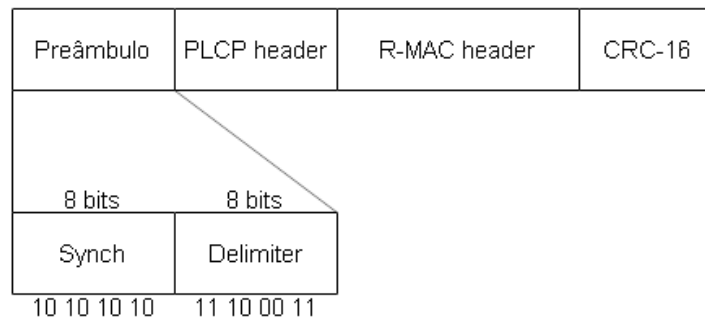 Preâmbulo PLCP header R-MAC header CRC-16
8 bits 8 bits
Synch Delimiter
10 10 10 10 11 10 00 11